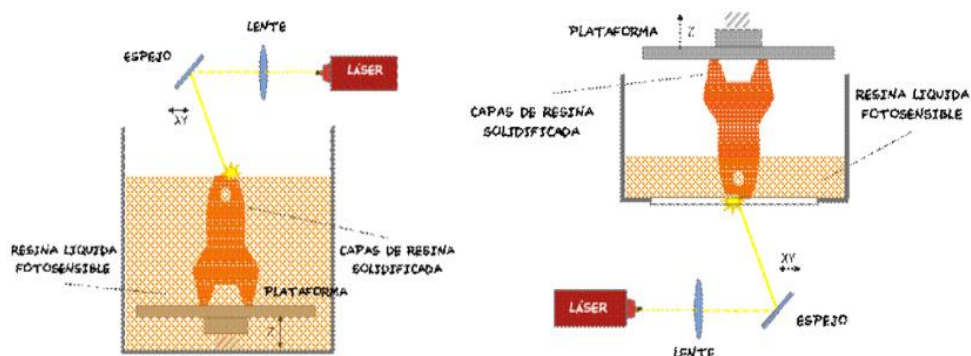 LENTE
ESPEJO
LÁSER
XY
RESINA LIQUIDA
FOTOSENSIBLE
CAPAS DE RESINA
SOLIDIFICADA
PLATAFORMA
Z
PLATAFORMA
Z
CAPAS DE RESINA
SOLIDIFICADA
RESINA LIQUIDA
FOTOSENSIBLE
XY
LÁSER
ESPEJO
LENTE